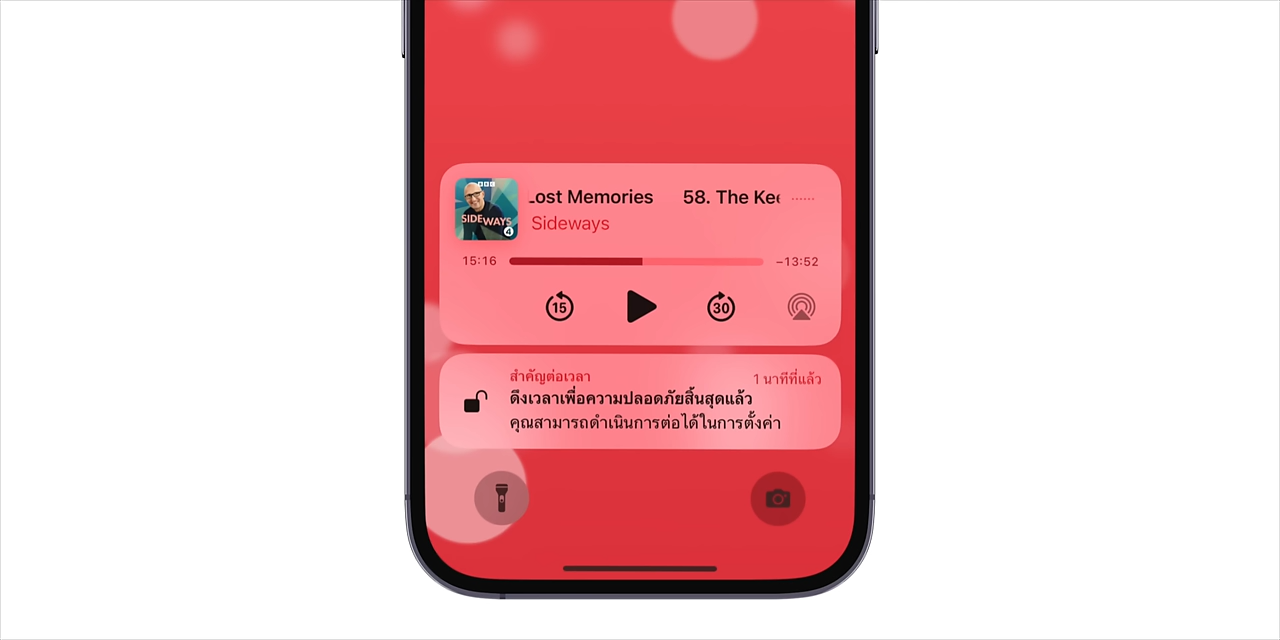 BBC
SIDEWAYS
4
Lost Memories 58. The Kee
Sideways
15:16
−13:52
15
30
สำคัญต่อเวลา
1 นาทีที่แล้ว
ดึงเวลาเพื่อความปลอดภัยสิ้นสุดแล้ว
คุณสามารถดำเนินการต่อได้ในการตั้งค่า